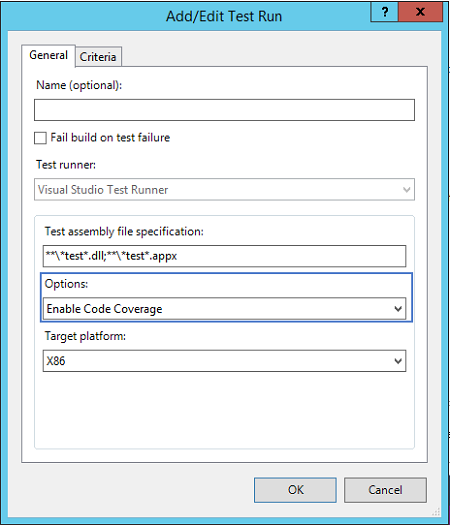 Add/Edit Test Run
?
x
General
Criteria
Name (optional):
Fail build on test failure
Test runner:
Visual Studio Test Runner
Test assembly file specification:
**\*test*.dll;**\*test*.appx
Options:
Enable Code Coverage
Target platform:
X86
OK
Cancel